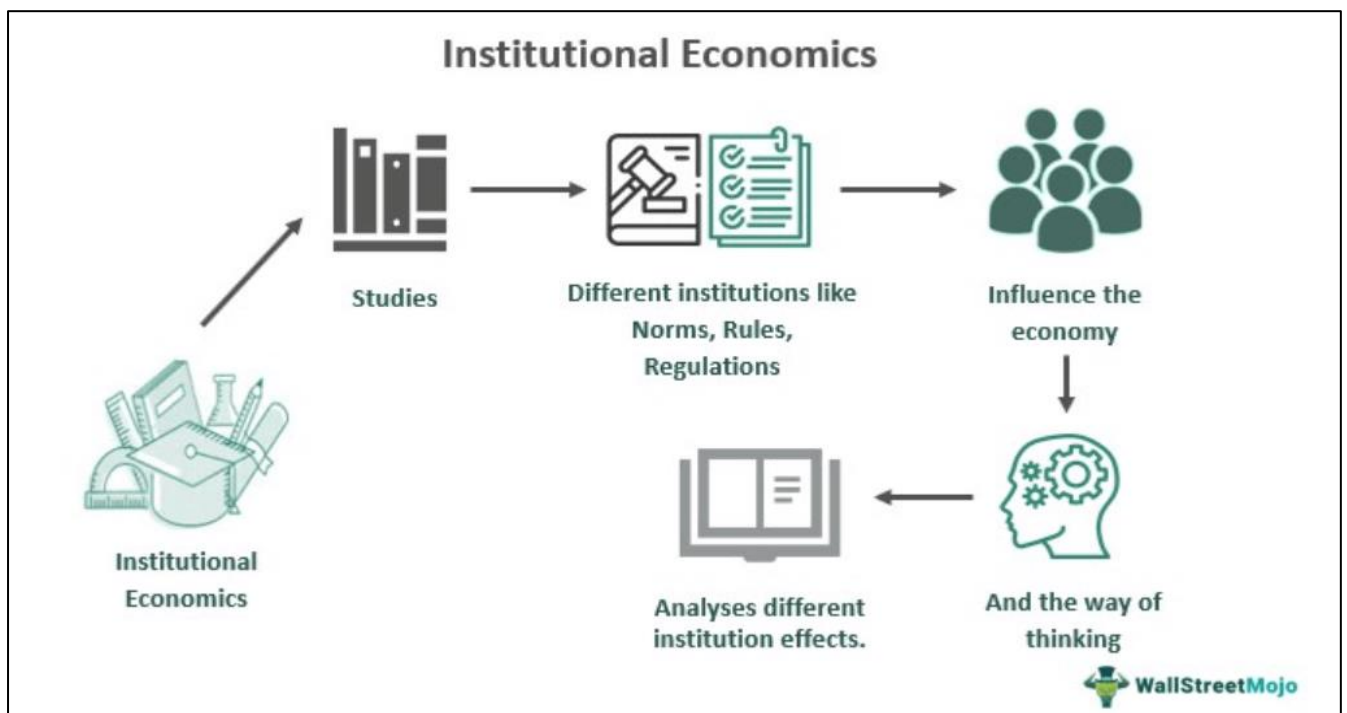 Institutional Economics
Studies
Different institutions like
Norms, Rules,
Regulations
Influence the
economy
Institutional
Economics
Analyses different
institution effects.
And the way of
thinking
WallStreetMojo